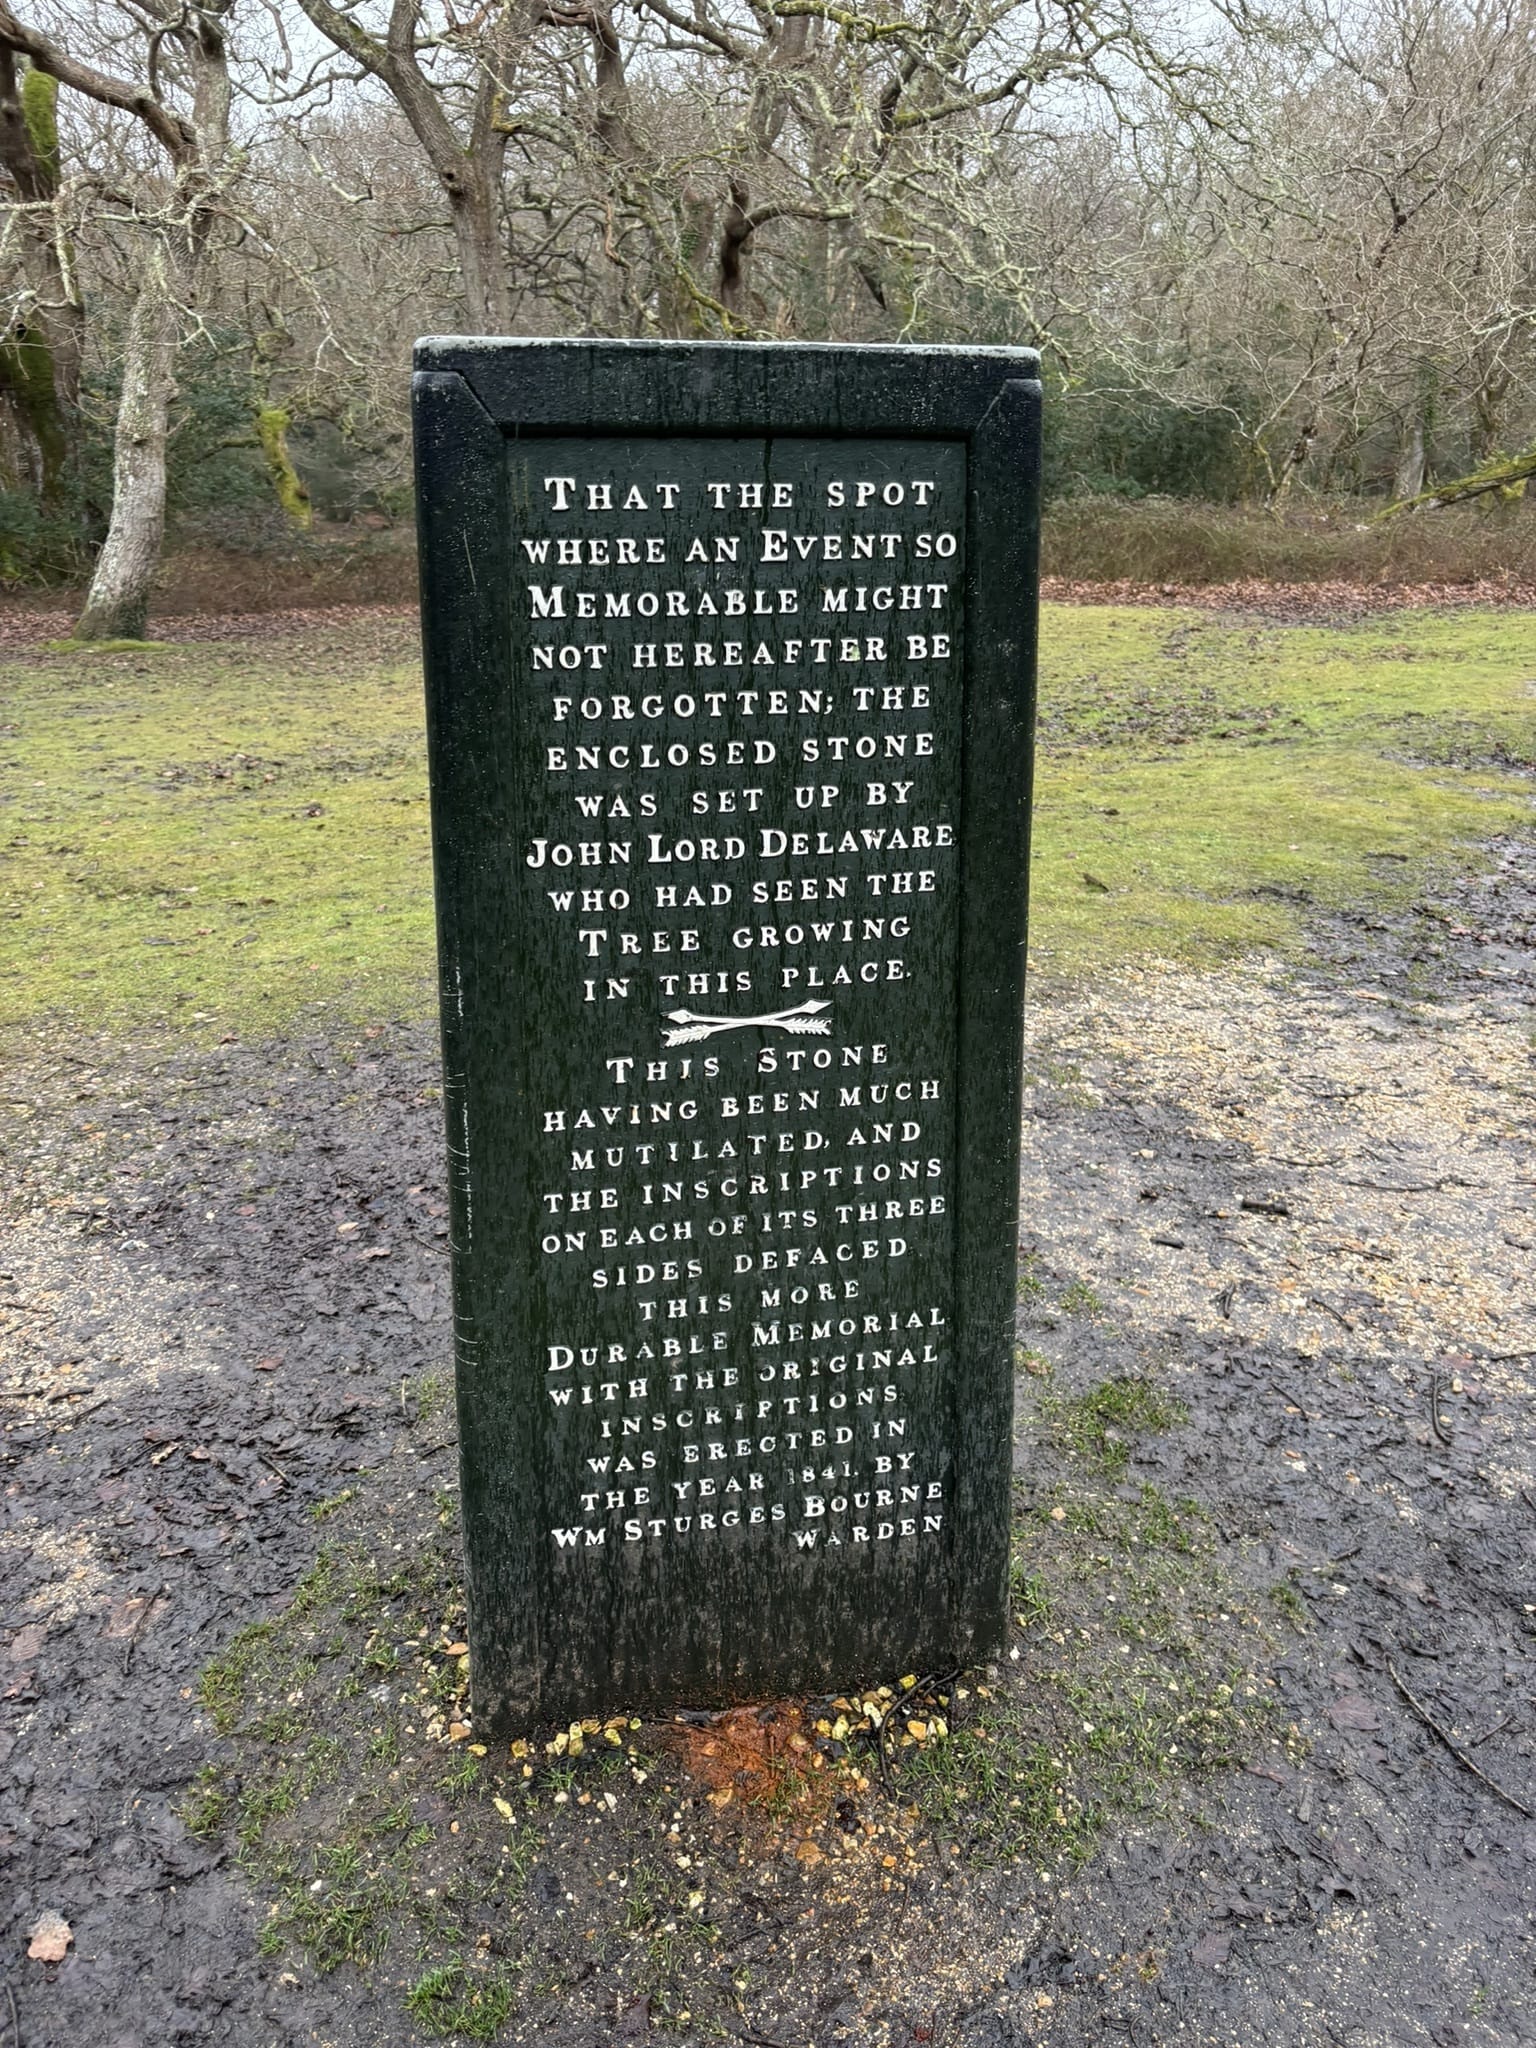 THAT THE SPOT
WHERE AN EVENT SO
MEMORABLE MIGHT
NOT HEREAFTER BE
FORGOTTEN; THE
ENCLOSED STONE
WAS SET UP BY
JOHN LORD DELAWARE
WHO HAD SEEN THE
TREE GROWING
IN THIS PLACE.
THIS STONE
HAVING BEEN MUCH
MUTILATED, AND
THE INSCRIPTIONS
ON EACH OF ITS THREE
SIDES DEFACED
THIS MORE
DURABLE MEMORIAL
WITH THE ORIGINAL
INSCRIPTIONS
WAS ERECTED IN
THE YEAR 1841. BY
WM STURGES BOURNE
WARDEN